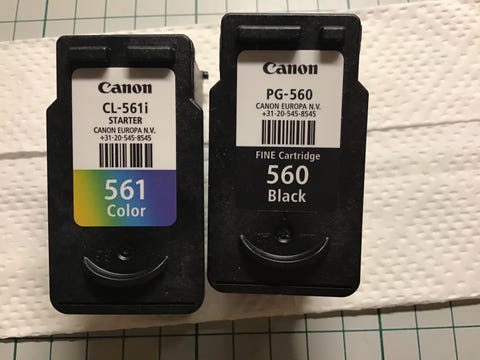 Canon
CL-561i
STARTER
CANON EUROPA N.V.
+31-20-545-8545
561
Color
Canon
PG-560
CANON EUROPA N.V.
+31-20-545-8545
FINE Cartridge
560
Black